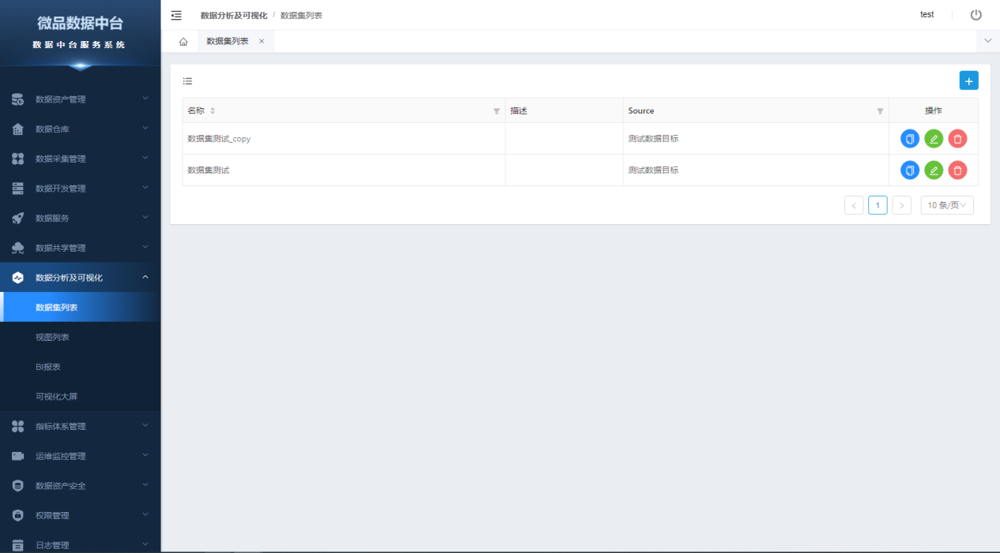 微品数据中台
数据中台服务系统
数据资产管理
数据仓库
数据采集管理
数据开发管理
数据服务
数据共享管理
数据分析及可视化
数据集列表
视图列表
BI报表
可视化大屏
指标体系管理
运维监控管理
数据资产安全
权限管理
日志管理
数据分析及可视化 / 数据集列表
test
数据集列表 ×
名称 描述 Source 操作
数据集测试_copy 测试数据目标
数据集测试 测试数据目标
< 1 > 10 条/页